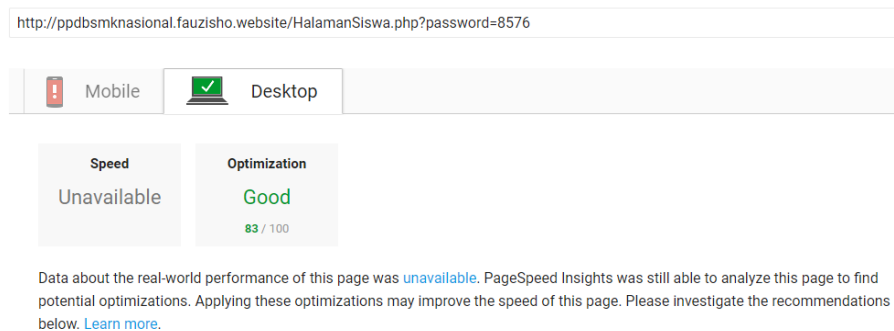 http://ppdbsmknasional.fauzisho.website/HalamanSiswa.php?password=8576
Mobile Desktop
Speed Optimization
Unavailable Good
83 / 100
Data about the real-world performance of this page was unavailable. PageSpeed Insights was still able to analyze this page to find
potential optimizations. Applying these optimizations may improve the speed of this page. Please investigate the recommendations
below. Learn more.